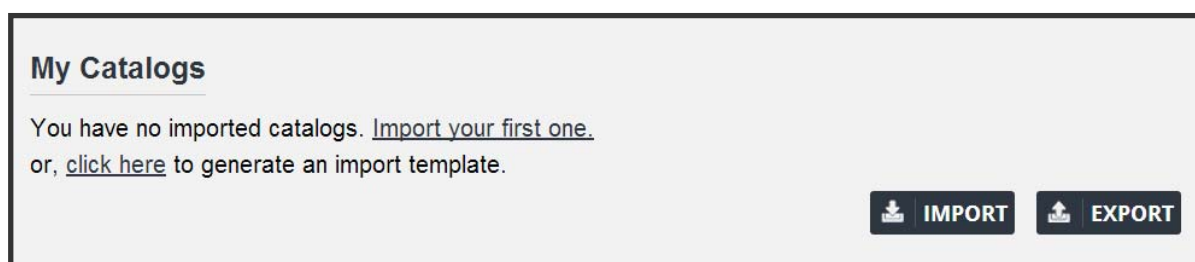 My Catalogs
You have no imported catalogs. Import your first one.
or, click here to generate an import template.
IMPORT EXPORT